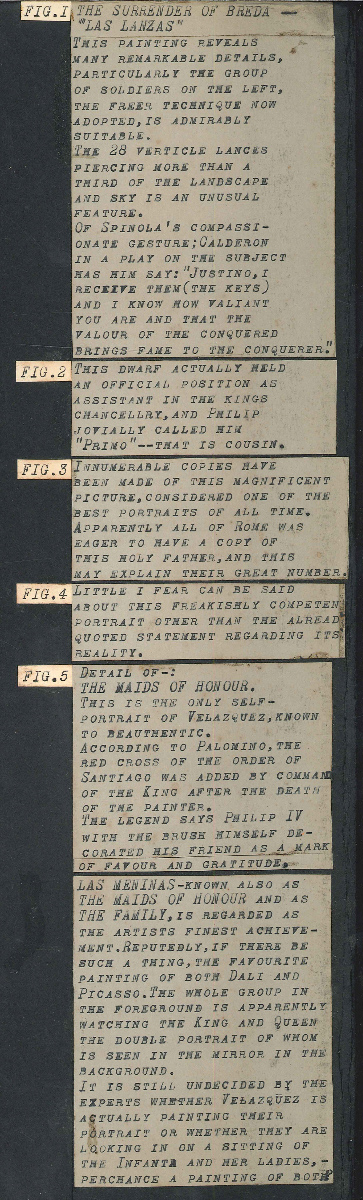 FIG.1 THE SURRENDER OF BREDA —
"LAS LANZAS"
THIS PAINTING REVEALS
MANY REMARKABLE DETAILS,
PARTICULARLY THE GROUP
OF SOLDIERS ON THE LEFT,
THE FREER TECHNIQUE NOW
ADOPTED, IS ADMIRABLY
SUITABLE.
THE 28 VERTICLE LANCES
PIERCING MORE THAN A
THIRD OF THE LANDSCAPE
AND SKY IS AN UNUSUAL
FEATURE.
OF SPINOLA'S COMPASSI-
ONATE GESTURE; CALDERON
IN A PLAY ON THE SUBJECT
HAS HIM SAY: "JUSTINO, I
RECEIVE THEM (THE KEYS)
AND I KNOW HOW VALIANT
YOU ARE AND THAT THE
VALOUR OF THE CONQUERED
BRINGS FAME TO THE CONQUERER."
FIG.2 THIS DWARF ACTUALLY HELD
AN OFFICIAL POSITION AS
ASSISTANT IN THE KINGS
CHANCELLRY, AND PHILIP
JOVIALLY CALLED HIM
"PRIMO"--THAT IS COUSIN.
FIG.3 INNUMERABLE COPIES HAVE
BEEN MADE OF THIS MAGNIFICENT
PICTURE, CONSIDERED ONE OF THE
BEST PORTRAITS OF ALL TIME.
APPARENTLY ALL OF ROME WAS
EAGER TO HAVE A COPY OF
THIS HOLY FATHER, AND THIS
MAY EXPLAIN THEIR GREAT NUMBER.
FIG.4 LITTLE I FEAR CAN BE SAID
ABOUT THIS FREAKISHLY COMPETEN
PORTRAIT OTHER THAN THE ALREAD
QUOTED STATEMENT REGARDING ITS
REALITY.
FIG.5 DETAIL OF-:
THE MAIDS OF HONOUR.
THIS IS THE ONLY SELF-
PORTRAIT OF VELAZQUEZ, KNOWN
TO BEAUTHENTIC.
ACCORDING TO PALOMINO, THE
RED CROSS OF THE ORDER OF
SANTIAGO WAS ADDED BY COMMAND
OF THE KING AFTER THE DEATH
OF THE PAINTER.
THE LEGEND SAYS PHILIP IV
WITH THE BRUSH HIMSELF DE-
CORATED HIS FRIEND AS A MARK
OF FAVOUR AND GRATITUDE.
LAS MENINAS-KNOWN ALSO AS
THE MAIDS OF HONOUR AND AS
THE FAMILY, IS REGARDED AS
THE ARTISTS FINEST ACHIEVE-
MENT. REPUTEDLY, IF THERE BE
SUCH A THING, THE FAVOURITE
PAINTING OF BOTH DALI AND
PICASSO. THE WHOLE GROUP IN
THE FOREGROUND IS APPARENTLY
WATCHING THE KING AND QUEEN
THE DOUBLE PORTRAIT OF WHOM
IS SEEN IN THE MIRROR IN THE
BACKGROUND.
IT IS STILL UNDECIDED BY THE
EXPERTS WHETHER VELAZQUEZ IS
ACTUALLY PAINTING THEIR
PORTRAIT OR WHETHER THEY ARE
LOOKING IN ON A SITTING OF
THE INFANTA AND HER LADIES,-
PERCHANCE A PAINTING OF BOTH